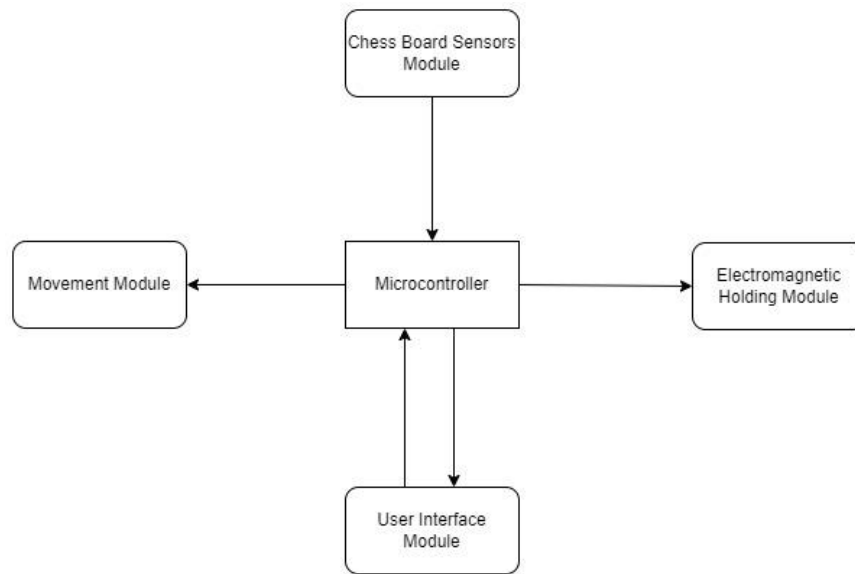 Chess Board Sensors
Module
Movement Module
Microcontroller
Electromagnetic
Holding Module
User Interface
Module